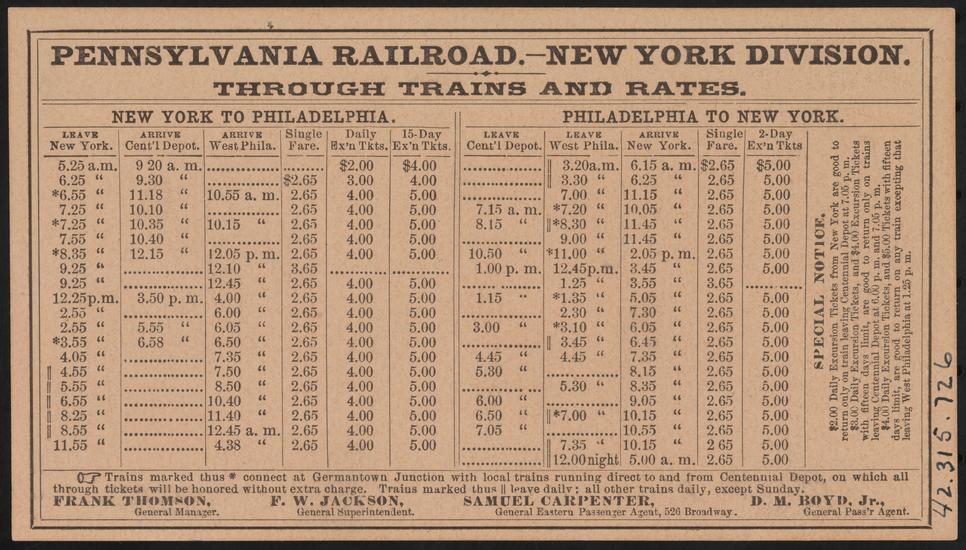 PENNSYLVANIA RAILROAD.—NEW YORK DIVISION.
THROUGH TRAINS AND RATES.
NEW YORK TO PHILADELPHIA.
LEAVE New York. ARRIVE Cent'l Depot. ARRIVE West Phila. Single Fare. Daily Ex'n Tkts. 15-Day Ex'n Tkts.
5.25 a.m. 9 20 a. m. ............... ........ $2.00 $4.00
6.25 “ 9.30 “ ............... $2.65 3.00 4.00
*6.55 “ 11.18 “ 10.55 a. m. 2.65 4.00 5.00
7.25 “ 10.10 “ ............... 2.65 4.00 5.00
*7.25 “ 10.35 “ 10.15 “ 2.65 4.00 5.00
7.55 “ 10.40 “ ............... 2.65 4.00 5.00
*8.35 “ 12.15 “ 12.05 p. m. 2.65 4.00 5.00
9.25 “ ............... 12.10 “ 3.65 ............ ............
9.25 “ ............... 12.45 “ 2.65 4.00 5.00
12.25 p.m. 3.50 p. m. 4.00 “ 2.65 4.00 5.00
2.55 “ ............... 6.00 “ 2.65 4.00 5.00
2.55 “ 5.55 “ 6.05 “ 2.65 4.00 5.00
*3.55 “ 6.58 “ 6.50 “ 2.65 4.00 5.00
4.05 “ ............... 7.35 “ 2.65 4.00 5.00
‖ 4.55 “ ............... 7.50 “ 2.65 4.00 5.00
‖ 5.55 “ ............... 8.50 “ 2.65 4.00 5.00
‖ 6.55 “ ............... 10.40 “ 2.65 4.00 5.00
‖ 8.25 “ ............... 11.40 “ 2.65 4.00 5.00
‖ 8.55 “ ............... 12.45 a. m. 2.65 4.00 5.00
11.55 “ ............... 4.38 “ 2.65 4.00 5.00
PHILADELPHIA TO NEW YORK.
LEAVE Cent'l Depot. LEAVE West Phila. ARRIVE New York. Single Fare. 2-Day Ex'n Tkts
............... ‖ 3.20a.m. 6.15 a. m. $2.65 $5.00
............... ‖ 3.30 “ 6.25 “ 2.65 5.00
............... 7.00 “ 11.15 “ 2.65 5.00
7.15 a. m. *7.20 “ 10.05 “ 2.65 5.00
8.15 “ ‖*8.30 “ 11.45 “ 2.65 5.00
............... 9.00 “ 11.45 “ 2.65 5.00
10.50 “ *11.00 “ 2.05 p. m. 2.65 5.00
1.00 p. m. 12.45p.m. 3.45 “ 2.65 5.00
............... 1.25 “ 3.55 “ 3.65 ............
1.15 “ *1.35 “ 5.05 “ 2.65 5.00
............... 2.30 “ 7.30 “ 2.65 5.00
3.00 “ *3.10 “ 6.05 “ 2.65 5.00
............... ‖ 3.45 “ 6.45 “ 2.65 5.00
4.45 “ 4.45 “ 7.35 “ 2.65 5.00
5.30 “ ............... 8.15 “ 2.65 5.00
............... ‖ 5.30 “ 8.35 “ 2.65 5.00
6.00 “ ............... 9.05 “ 2.65 5.00
6.50 “ ‖*7.00 “ 10.15 “ 2.65 5.00
7.05 “ ............... 10.55 “ 2.65 5.00
............... 7.35 “ 10.15 “ 2.65 5.00
............... ‖ 12.00 night 5.00 a. m. 2.65 5.00
SPECIAL NOTICE.
$2.00 Daily Excursion Tickets from New York are good to
return only on train leaving Centennial Depot at 7.05 p. m.
$3.00 Daily Excursion Tickets, and $4.00 Excursion Tickets
with fifteen days limit, are good to return only on trains
leaving Centennial Depot at 6.00 p. m. and 7.05 p. m.
$4.00 Daily Excursion Tickets, and $5.00 Tickets with fifteen
days limit, are good to return on any train excepting that
leaving West Philadelphia at 1.25 p. m.
☞ Trains marked thus * connect at Germantown Junction with local trains running direct to and from Centennial Depot, on which all
through tickets will be honored without extra charge. Trains marked thus ‖ leave daily; all other trains daily, except Sunday.
FRANK THOMSON, F. W. JACKSON, SAMUEL CARPENTER, D. M. BOYD, Jr.,
General Manager. General Superintendent. General Eastern Passenger Agent, 526 Broadway. General Pass'r Agent.
42.315.726